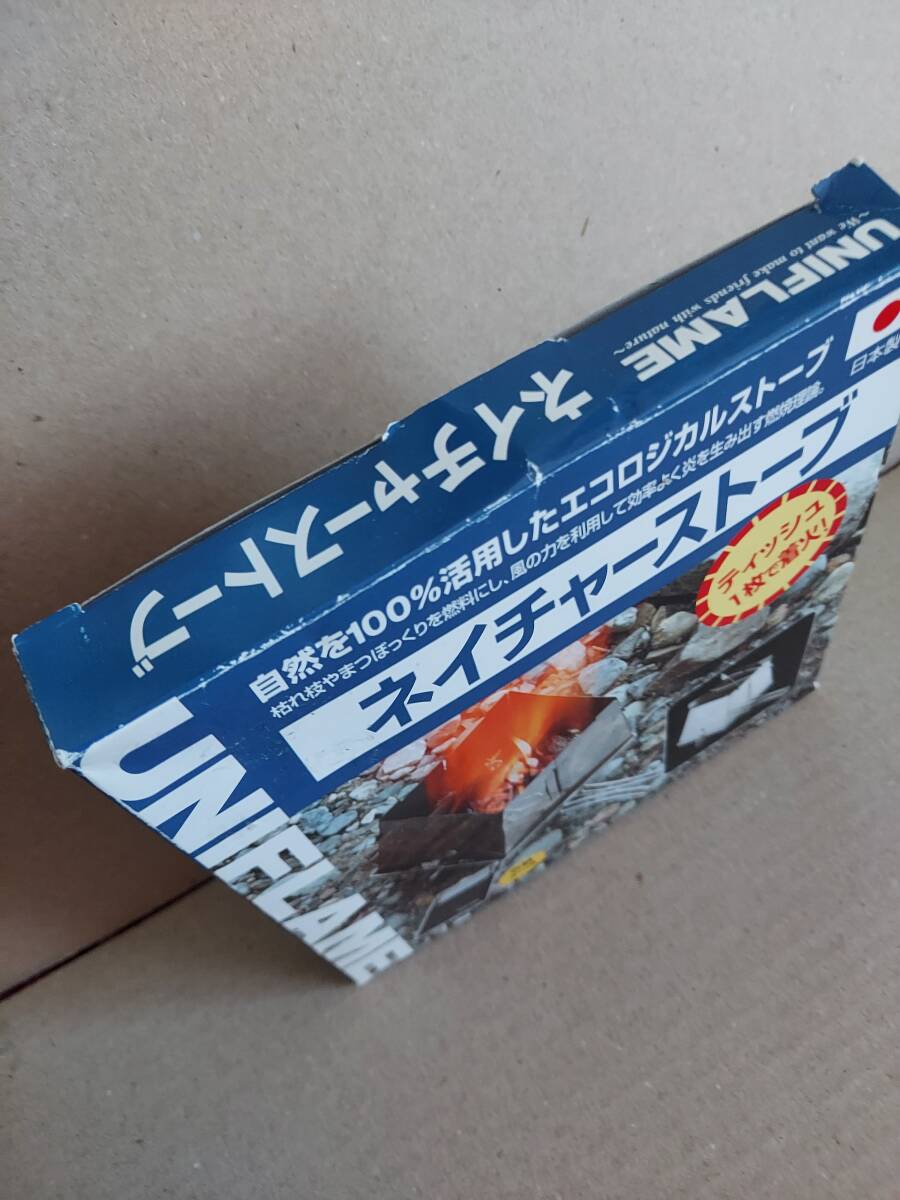 UNIFLAME
~We want to make friends with nature~
ネイチャーストーブ
日本製
自然を100%活用したエコロジカルストーブ
枯れ枝やまつぼっくりを燃料にし、風の力を利用して効率よく炎を生み出す燃焼理論。
ネイチャーストーブ
ティッシュ
1枚で着火!
UNIFLAME